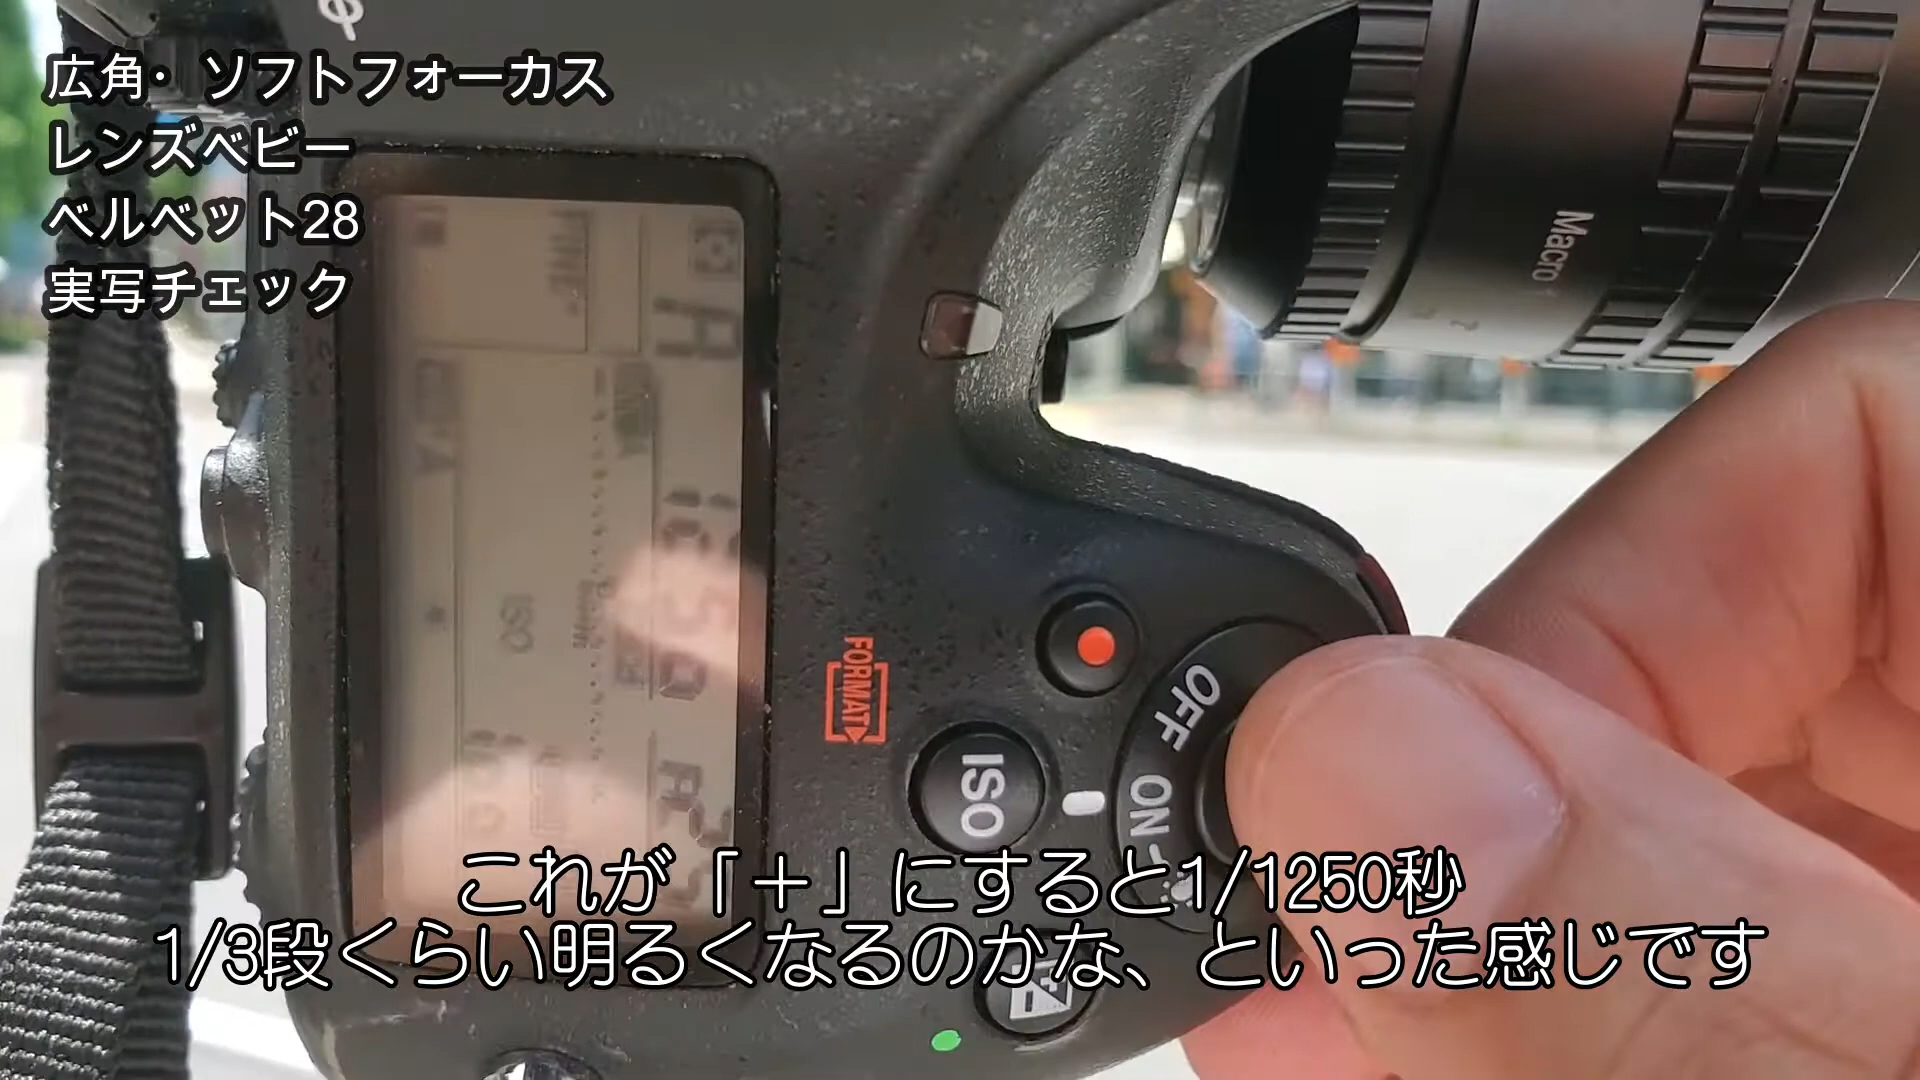 広角・ソフトフォーカス
レンズベビー
ベルベット28
実写チェック
Macro
A
1250
ISO
FORMAT
OFF
ON
ISO
これが「＋」にすると1/1250秒
1/3段くらい明るくなるのかな、といった感じです